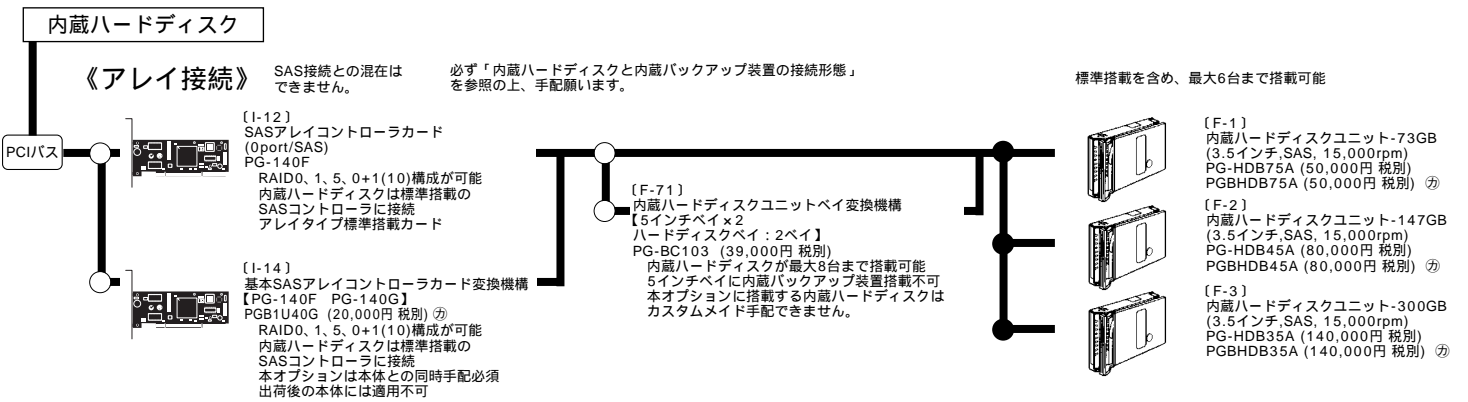 内蔵ハードディスク
《アレイ接続》
SAS接続との混在は
できません。
必ず「内蔵ハードディスクと内蔵バックアップ装置の接続形態」
を参照の上、手配願います。
標準搭載を含め、最大6台まで搭載可能
PCIバス
〔I-12〕
SASアレイコントローラカード
(0port/SAS)
PG-140F
RAID0、1、5、0+1(10)構成が可能
内蔵ハードディスクは標準搭載の
SASコントローラに接続
アレイタイプ標準搭載カード
〔I-14〕
基本SASアレイコントローラカード変換機構
【PG-140F PG-140G】
PGB1U40G (20,000円 税別) ㋕
RAID0、1、5、0+1(10)構成が可能
内蔵ハードディスクは標準搭載の
SASコントローラに接続
本オプションは本体との同時手配必須
出荷後の本体には適用不可
〔F-71〕
内蔵ハードディスクユニットベイ変換機構
【5インチベイ×2
ハードディスクベイ:2ベイ】
PG-BC103 (39,000円 税別)
内蔵ハードディスクが最大8台まで搭載可能
5インチベイに内蔵バックアップ装置搭載不可
本オプションに搭載する内蔵ハードディスクは
カスタムメイド手配できません。
〔F-1〕
内蔵ハードディスクユニット-73GB
(3.5インチ,SAS, 15,000rpm)
PG-HDB75A (50,000円 税別)
PGBHDB75A (50,000円 税別) ㋕
〔F-2〕
内蔵ハードディスクユニット-147GB
(3.5インチ,SAS, 15,000rpm)
PG-HDB45A (80,000円 税別)
PGBHDB45A (80,000円 税別) ㋕
〔F-3〕
内蔵ハードディスクユニット-300GB
(3.5インチ,SAS, 15,000rpm)
PG-HDB35A (140,000円 税別)
PGBHDB35A (140,000円 税別) ㋕